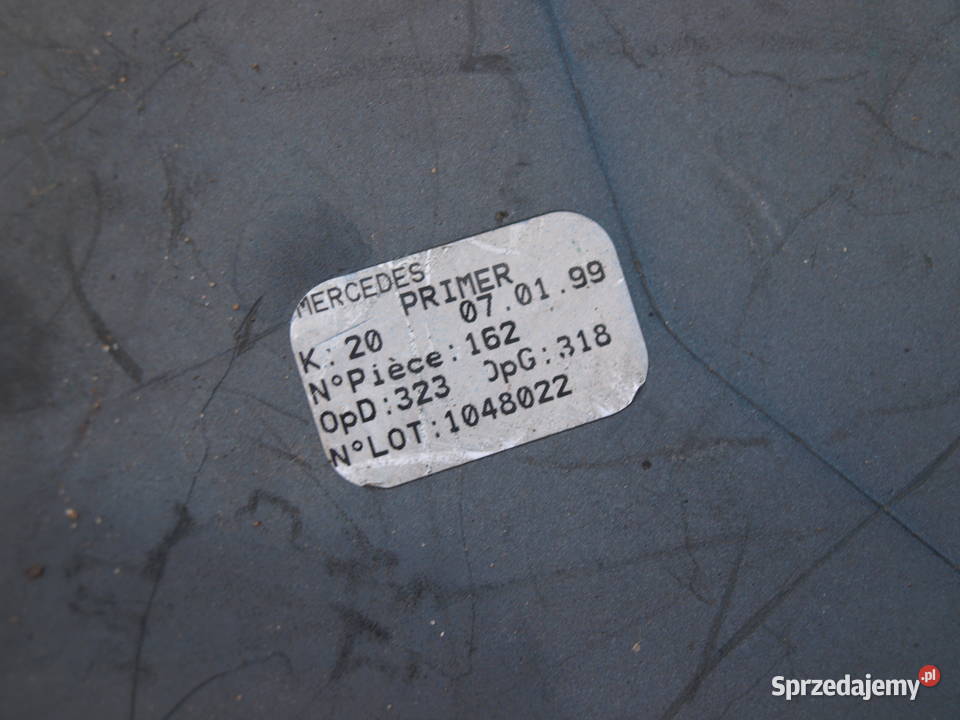 MERCEDES
PRIMER
K: 20 07.01.99
N°Pièce:162
OpD:323 OpG:318
N°LOT:1048022
Sprzedajemy.pl